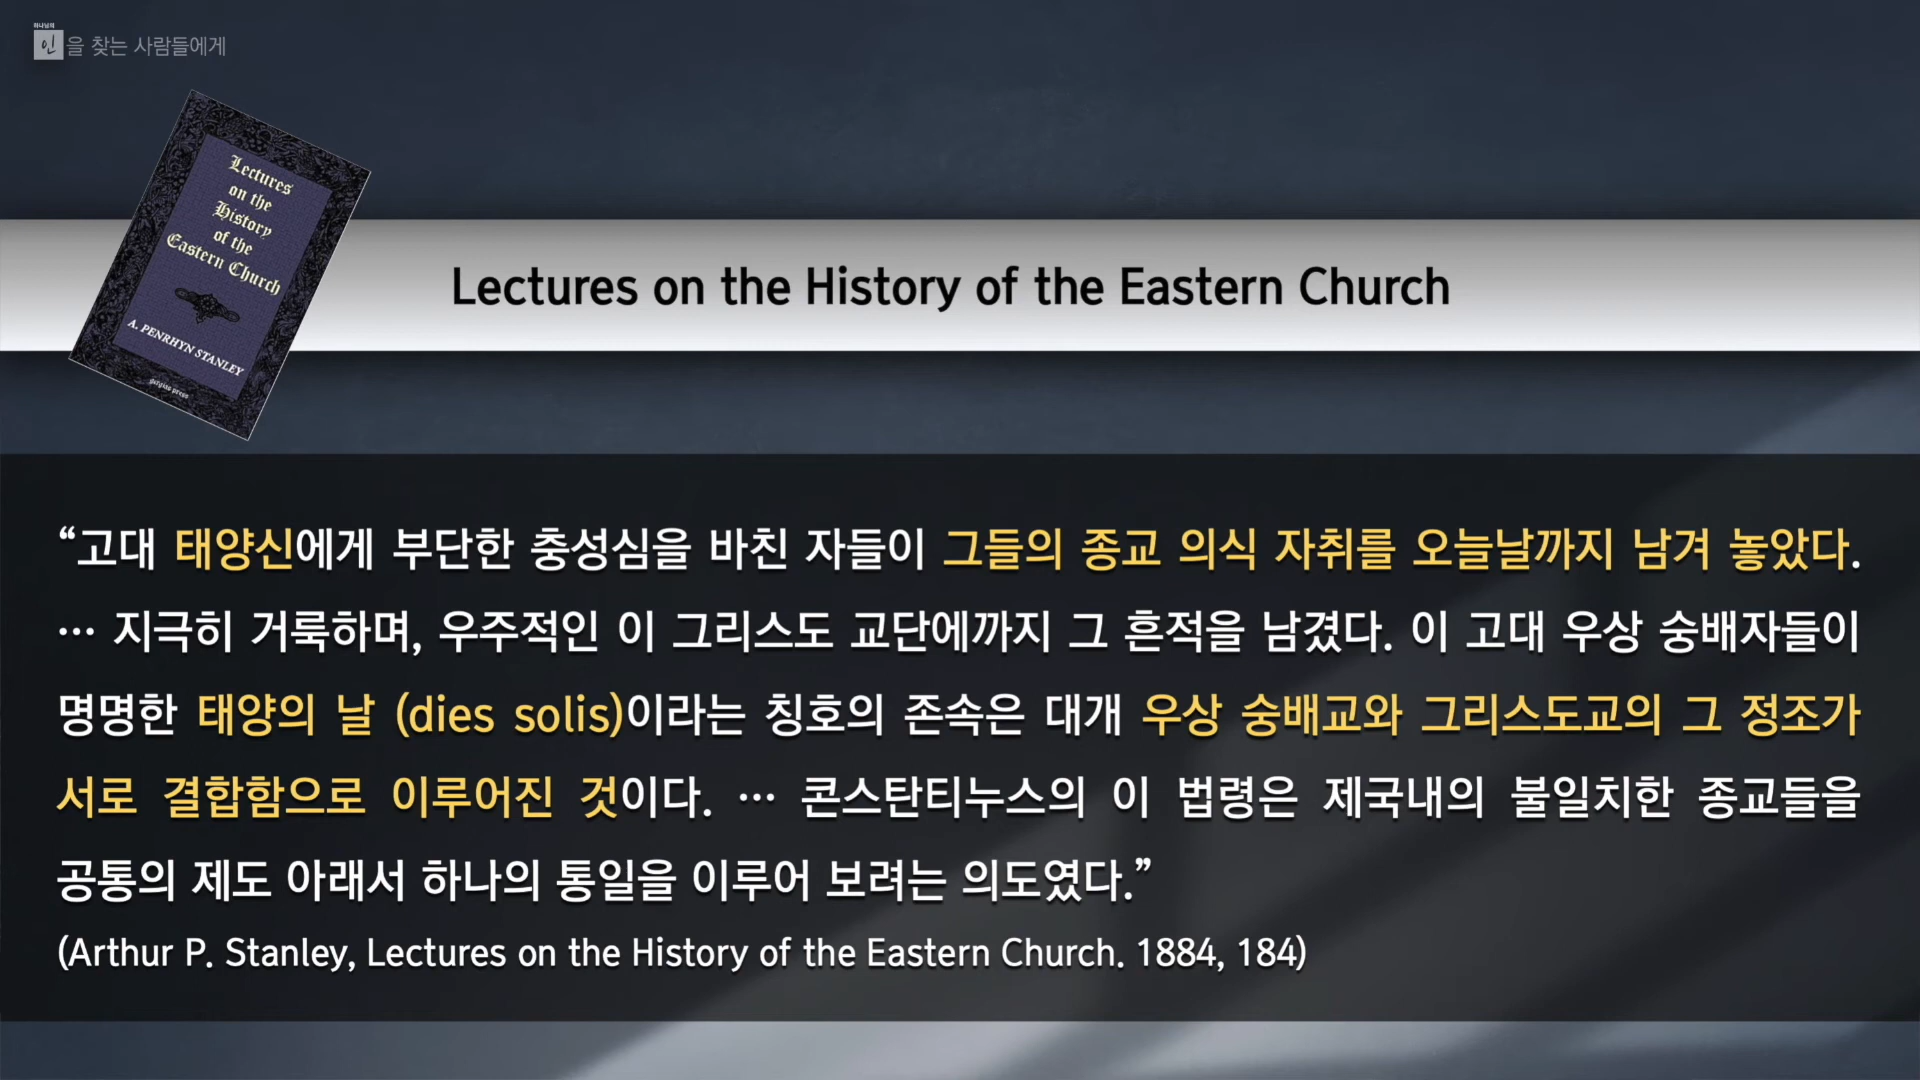 하나님의
인을 찾는 사람들에게
Lectures
on the
History
of the
Eastern Church
A. PENRHYN STANLEY
gorgias press
Lectures on the History of the Eastern Church
“고대 태양신에게 부단한 충성심을 바친 자들이 그들의 종교 의식 자취를 오늘날까지 남겨 놓았다.
… 지극히 거룩하며, 우주적인 이 그리스도 교단에까지 그 흔적을 남겼다. 이 고대 우상 숭배자들이
명명한 태양의 날 (dies solis)이라는 칭호의 존속은 대개 우상 숭배교와 그리스도교의 그 정조가
서로 결합함으로 이루어진 것이다. … 콘스탄티누스의 이 법령은 제국내의 불일치한 종교들을
공통의 제도 아래서 하나의 통일을 이루어 보려는 의도였다.”
(Arthur P. Stanley, Lectures on the History of the Eastern Church. 1884, 184)